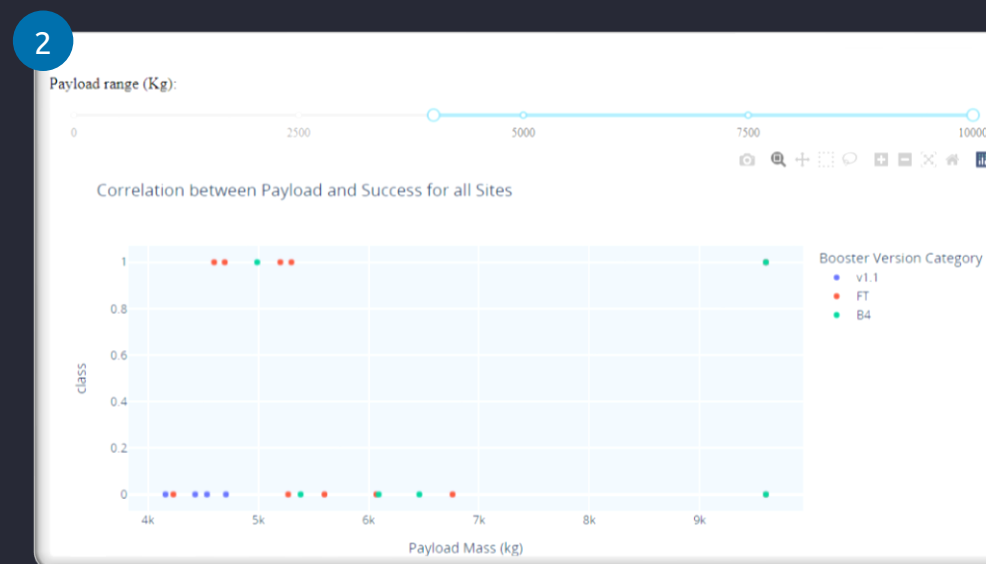 2
Payload range (Kg):
0 2500 5000 7500 10000
Correlation between Payload and Success for all Sites
Booster Version Category
v1.1
FT
B4
class
1
0.8
0.6
0.4
0.2
0
4k 5k 6k 7k 8k 9k
Payload Mass (kg)